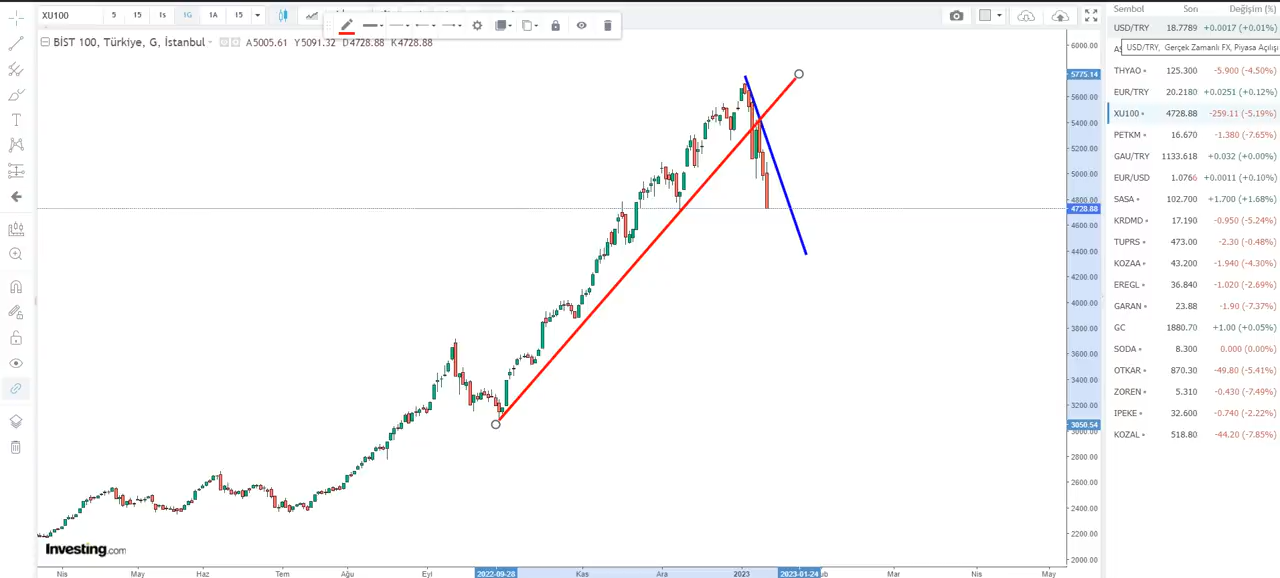 XU100 5 15 1s 1G 1A 15
BİST 100, Türkiye, G, İstanbul A5005.61 Y5091.32 D4728.88 K4728.88
6000.00
5775.14
5600.00
5400.00
5200.00
5000.00
4800.00
4728.88
4600.00
4400.00
4200.00
4000.00
3800.00
3600.00
3400.00
3200.00
3050.54
3000.00
2800.00
2600.00
2400.00
2200.00
2000.00
Investing.com
Nis May Haz Tem Ağu Eyl 2022-09-28 Kas Ara 2023 2023-01-24 ub Mar Nis May
Sembol Son Değişim (%)
USD/TRY 18.7789 +0.0017 (+0.01%)
USD/TRY, Gerçek Zamanlı FX, Piyasa Açılışı
THYAO 125.300 -5.900 (-4.50%)
EUR/TRY 20.2180 +0.0251 (+0.12%)
XU100 4728.88 -259.11 (-5.19%)
PETKM 16.670 -1.380 (-7.65%)
GAU/TRY 1133.618 +0.032 (+0.00%)
EUR/USD 1.0766 +0.0011 (+0.10%)
SASA 102.700 +1.700 (+1.68%)
KRDMD 17.190 -0.950 (-5.24%)
TUPRS 473.00 -2.30 (-0.48%)
KOZAA 43.200 -1.940 (-4.30%)
EREGL 36.840 -1.020 (-2.69%)
GARAN 23.88 -1.90 (-7.37%)
GC 1880.70 +1.00 (+0.05%)
SODA 8.300 0.000 (0.00%)
OTKAR 870.30 -49.80 (-5.41%)
ZOREN 5.310 -0.430 (-7.49%)
IPEKE 32.600 -0.740 (-2.22%)
KOZAL 518.80 -44.20 (-7.85%)